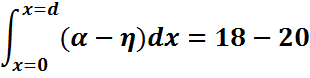 ∫_{x=0}^{x=d} (α − η)dx = 18 − 20